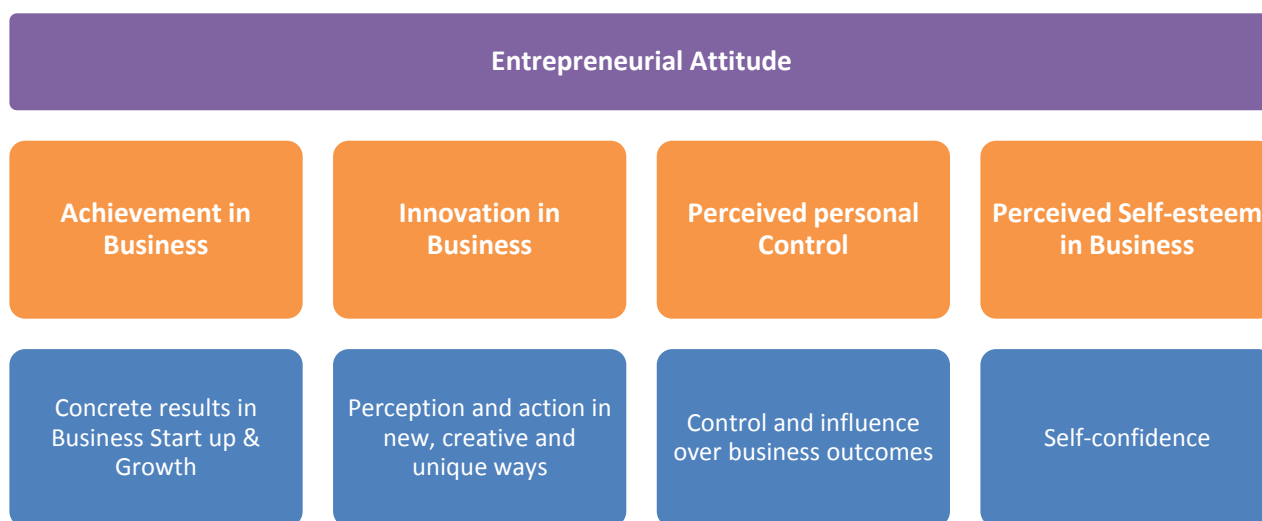 Entrepreneurial Attitude
Achievement in
Business
Innovation in
Business
Perceived personal
Control
Perceived Self-esteem
in Business
Concrete results in
Business Start up &
Growth
Perception and action in
new, creative and
unique ways
Control and influence
over business outcomes
Self-confidence